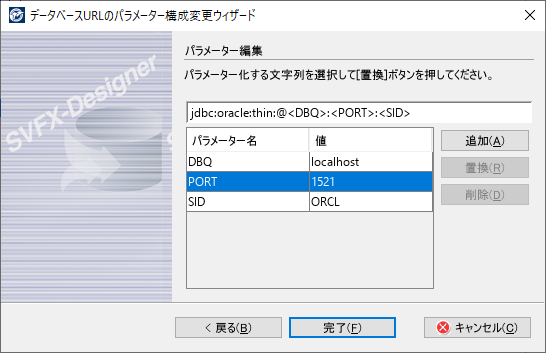 データベースURLのパラメーター構成変更ウィザード
SVFX-Designer
パラメーター編集
パラメーター化する文字列を選択して[置換]ボタンを押してください。
jdbc:oracle:thin:@<DBQ>:<PORT>:<SID>
パラメーター名 値
DBQ localhost
PORT 1521
SID ORCL
追加(A)
置換(R)
削除(D)
< 戻る(B)
完了(F)
キャンセル(C)